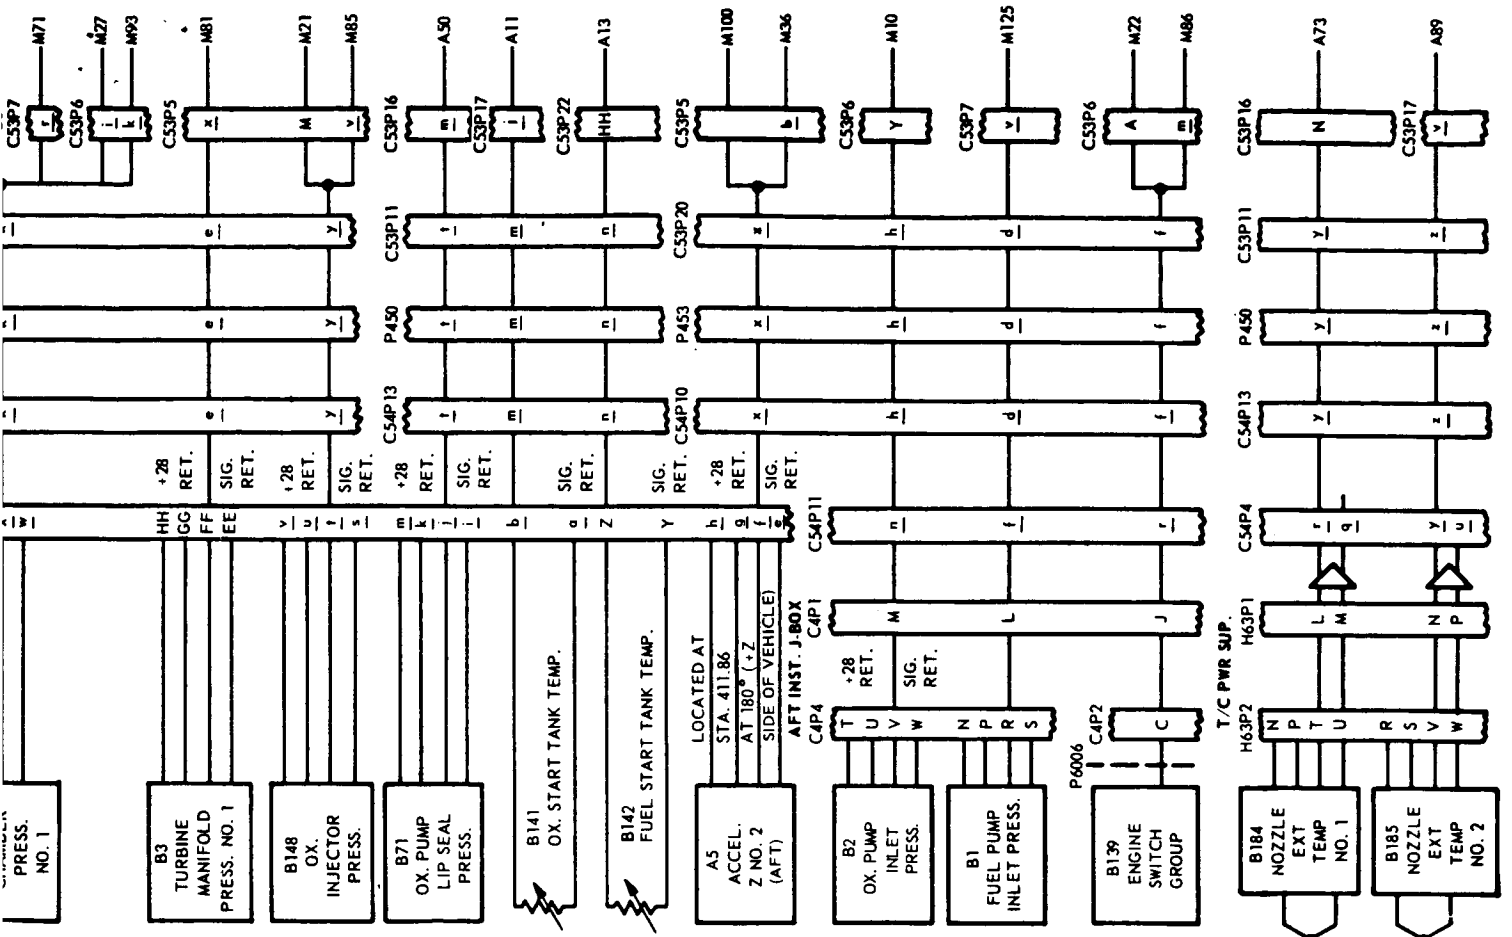 M71
M27
M93
M81
M21
M85
A50
A11
A13
M100
M36
M10
M125
M22
M86
A73
A89
C53P7
C53P6
C53P5
C53P16
C53P17
C53P22
C53P5
C53P6
C53P7
C53P6
C53P16
C53P17
r
i
k
x
M
v
m
i
HH
b
Y
v
A
m
N
v
C53P11
C53P20
C53P11
e
y
t
m
n
x
h
d
f
y
z
P450
P453
P450
e
y
t
m
n
x
h
d
f
y
z
C54P13
C54P10
C54P13
e
y
t
m
n
x
h
d
f
y
z
+28
RET.
SIG.
RET.
+28
RET.
SIG.
RET.
+28
RET.
SIG.
RET.
SIG.
RET.
+28
RET.
SIG.
RET.
w
HH
GG
FF
EE
v
u
t
s
m
k
j
i
b
a
Z
Y
h
g
f
e
C54P11
n
f
r
C54P4
r
q
y
u
LOCATED AT
STA. 411.86
AT 180° (+Z
SIDE OF VEHICLE)
AFT INST. J-BOX
C4P1
M
L
J
T/C PWR SUP.
H63P1
L
M
N
P
+28
RET.
SIG.
RET.
C4P4
T
U
V
W
N
P
R
S
P6006
C4P2
C
H63P2
N
P
T
U
R
S
V
W
PRESS.
NO. 1
B3
TURBINE
MANIFOLD
PRESS. NO. 1
B148
OX.
INJECTOR
PRESS.
B71
OX. PUMP
LIP SEAL
PRESS.
B141
OX. START TANK TEMP.
B142
FUEL START TANK TEMP.
A5
ACCEL.
Z NO. 2
(AFT)
B2
OX. PUMP
INLET
PRESS.
B1
FUEL PUMP
INLET PRESS.
B139
ENGINE
SWITCH
GROUP
B184
NOZZLE
EXT
TEMP
NO. 1
B185
NOZZLE
EXT
TEMP
NO. 2